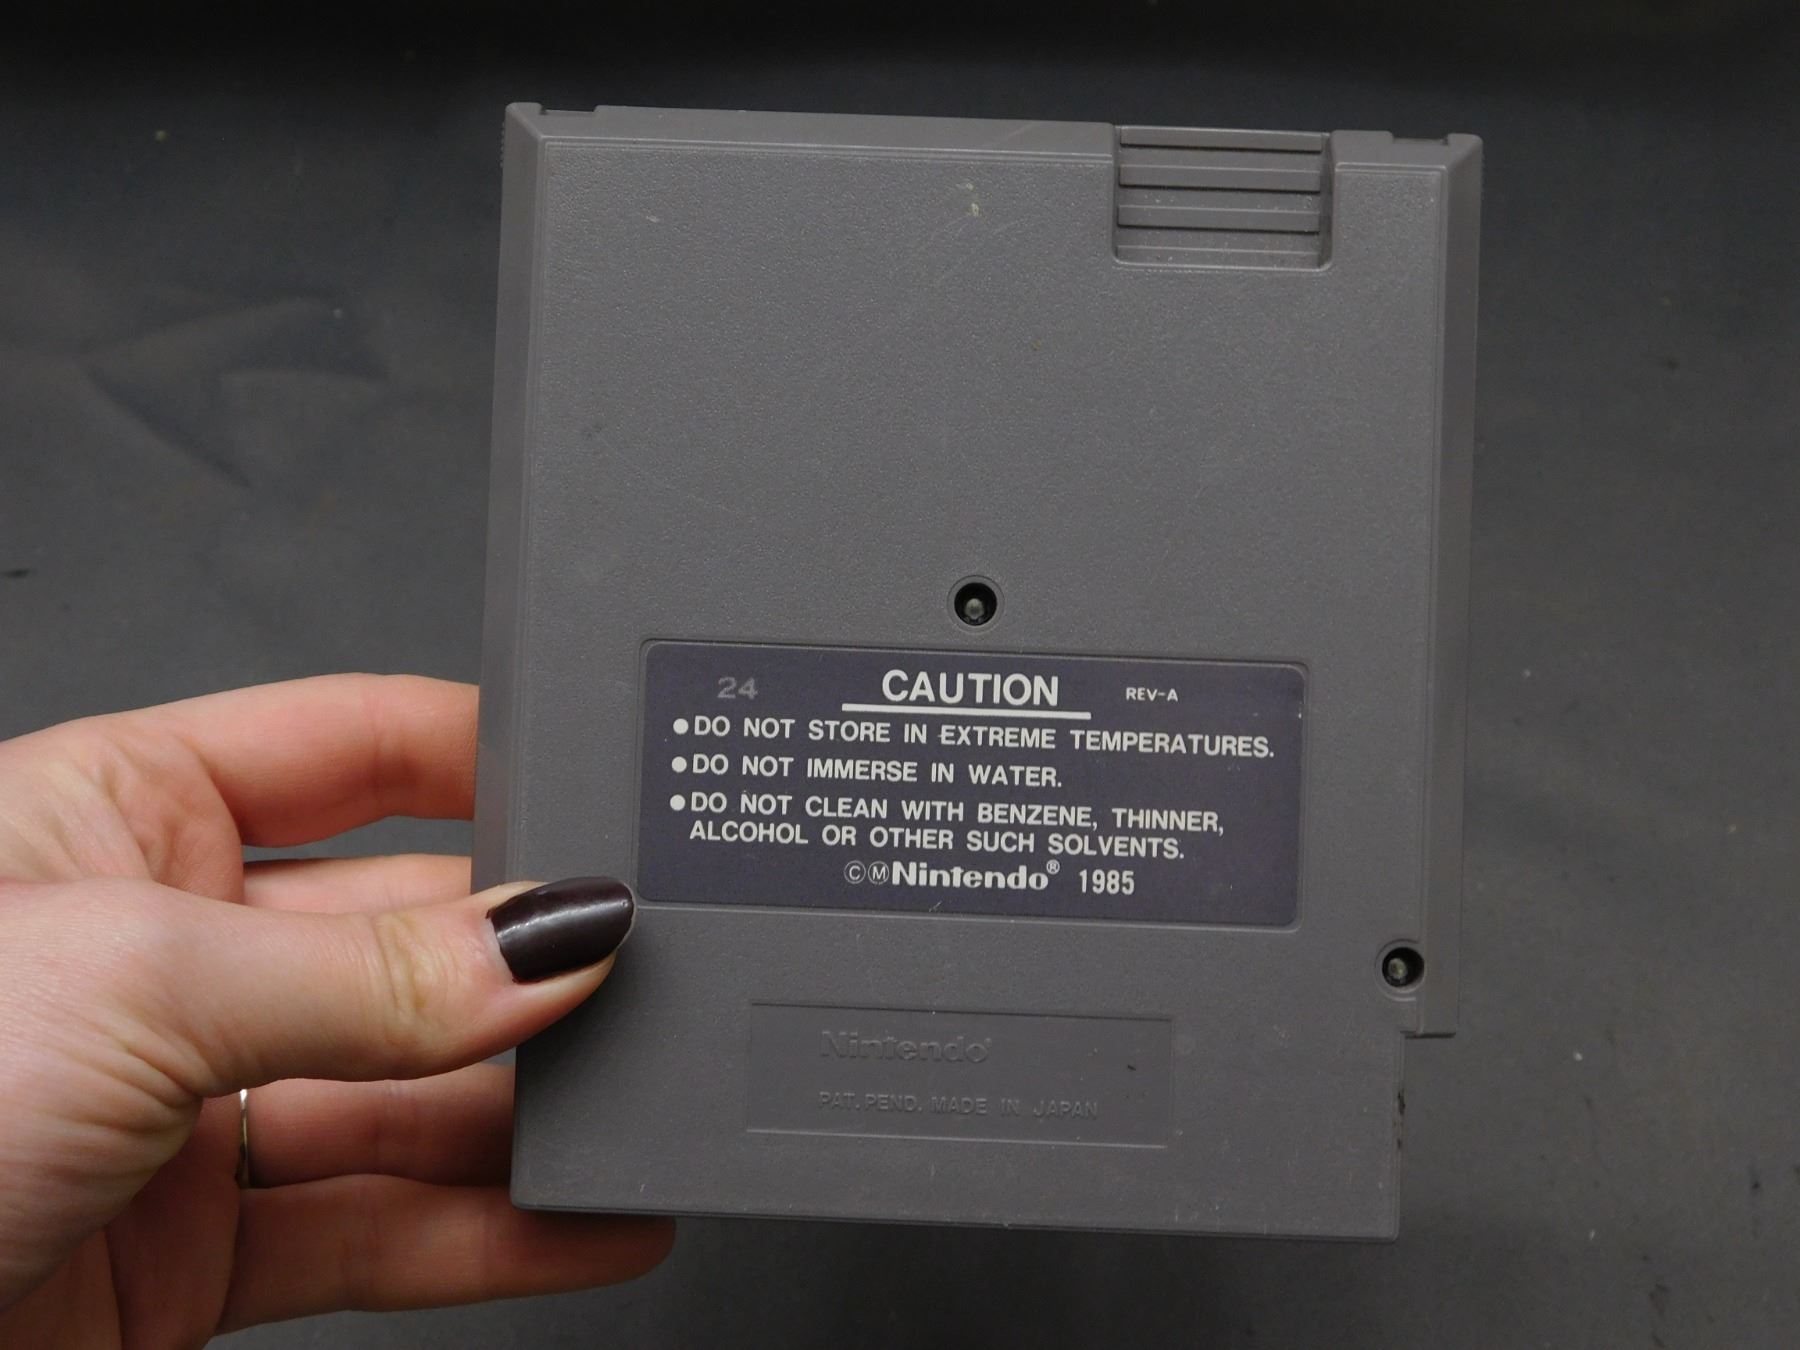 24 CAUTION REV-A
●DO NOT STORE IN EXTREME TEMPERATURES.
●DO NOT IMMERSE IN WATER.
●DO NOT CLEAN WITH BENZENE, THINNER,
ALCOHOL OR OTHER SUCH SOLVENTS.
ⒸⓂNintendo® 1985
Nintendo®
PAT. PEND. MADE IN JAPAN